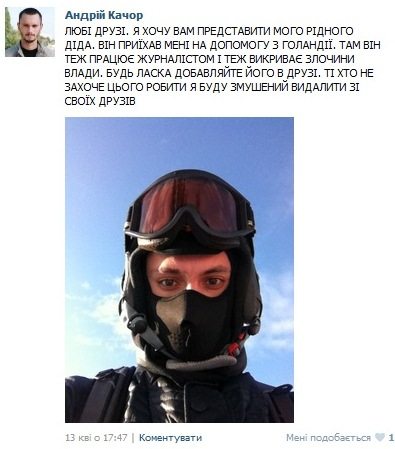 Андрій Качор
ЛЮБІ ДРУЗІ. Я ХОЧУ ВАМ ПРЕДСТАВИТИ МОГО РІДНОГО
ДІДА. ВІН ПРИЇХАВ МЕНІ НА ДОПОМОГУ З ГОЛАНДІЇ. ТАМ ВІН
ТЕЖ ПРАЦЮЄ ЖУРНАЛІСТОМ І ТЕЖ ВИКРИВАЄ ЗЛОЧИНИ
ВЛАДИ. БУДЬ ЛАСКА ДОБАВЛЯЙТЕ ЙОГО В ДРУЗІ. ТІ ХТО НЕ
ЗАХОЧЕ ЦЬОГО РОБИТИ Я БУДУ ЗМУШЕНИЙ ВИДАЛИТИ ЗІ
СВОЇХ ДРУЗІВ
13 кві о 17:47 | Коментувати Мені подобається 1